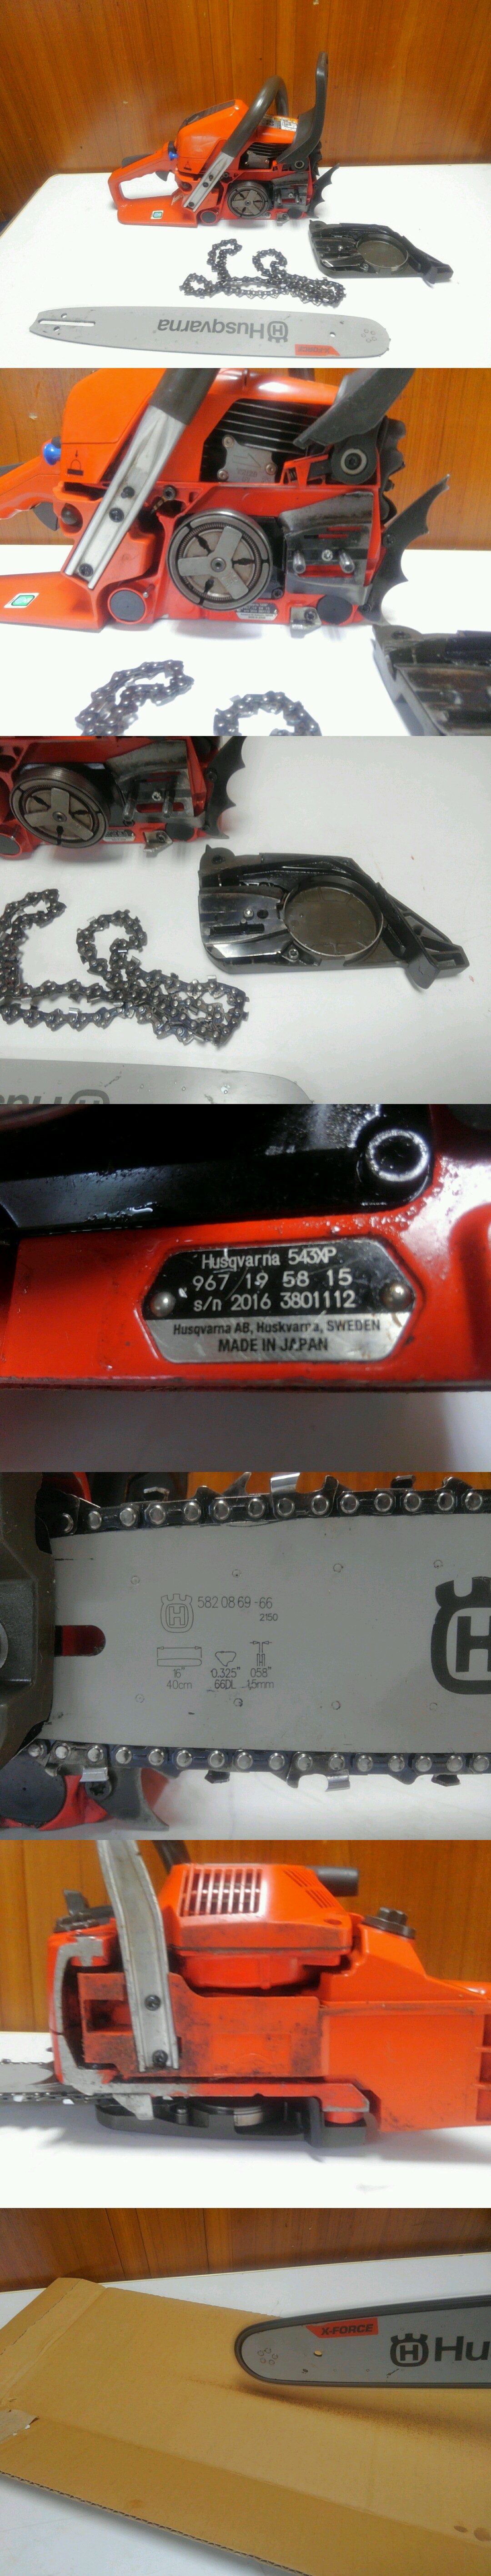 Husqvarna
X-FORCE
Husqvarna 543XP
967 19 58 15
s/n 2016 3801112
Husqvarna AB, Huskvarna, SWEDEN
MADE IN JAPAN
582 08 69-66
2150
16" 0.325" .058"
40cm 66DL 1.5mm
X-FORCE
Hu